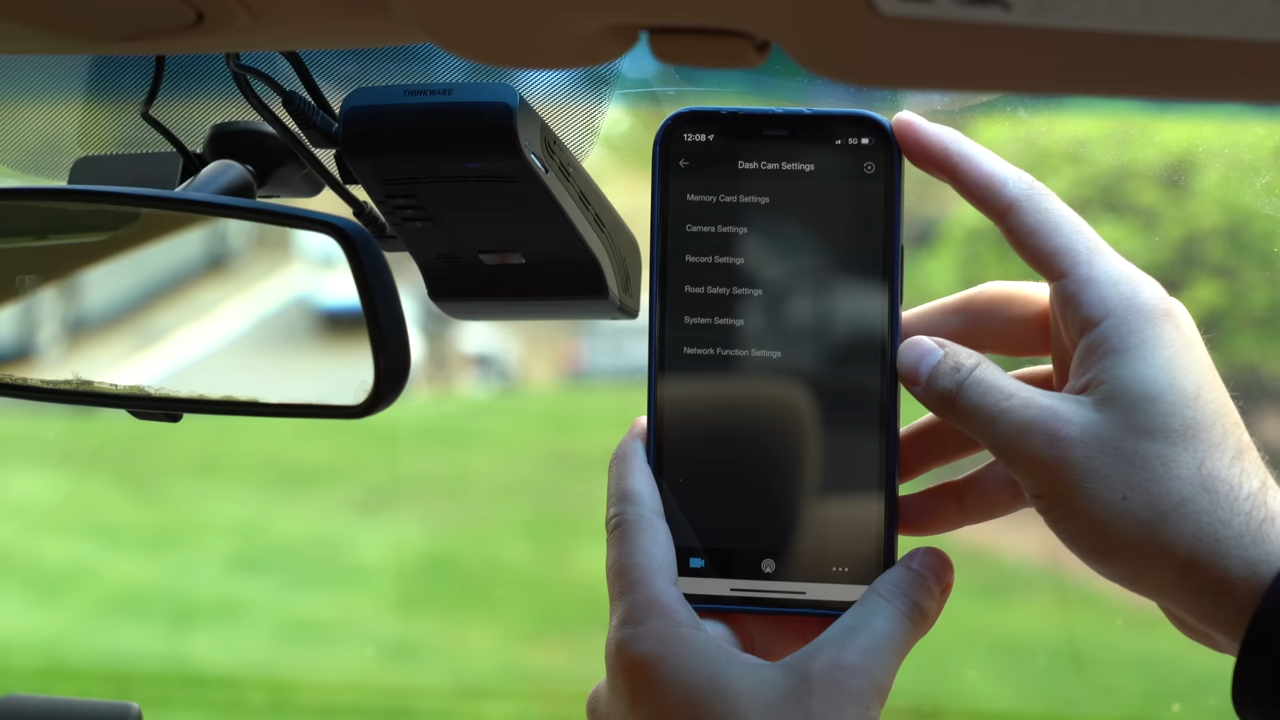 THINKWARE
12:08
5G
Dash Cam Settings
Memory Card Settings
Camera Settings
Record Settings
Road Safety Settings
System Settings
Network Function Settings